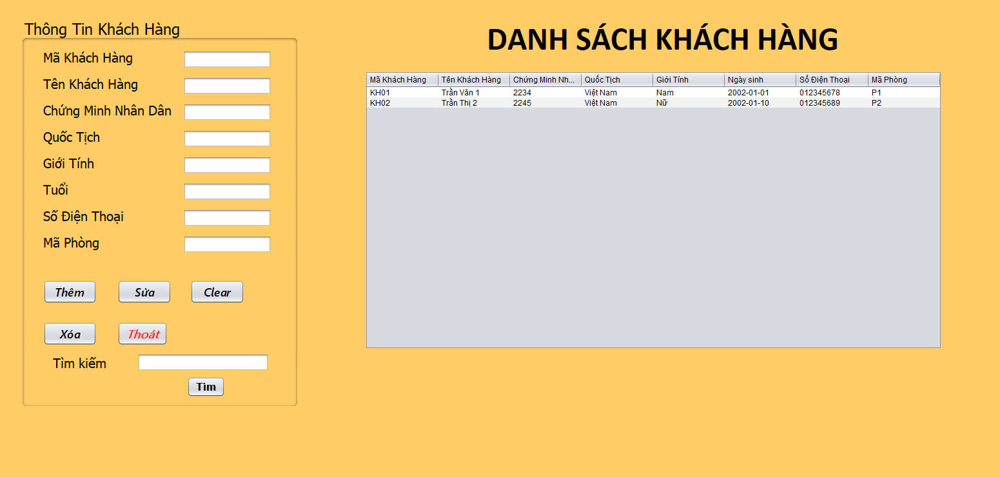 Thông Tin Khách Hàng
Mã Khách Hàng
Tên Khách Hàng
Chứng Minh Nhân Dân
Quốc Tịch
Giới Tính
Tuổi
Số Điện Thoại
Mã Phòng
Thêm Sửa Clear
Xóa Thoát
Tìm kiếm
Tìm
DANH SÁCH KHÁCH HÀNG
Mã Khách Hàng Tên Khách Hàng Chứng Minh Nh... Quốc Tịch Giới Tính Ngày sinh Số Điện Thoại Mã Phòng
KH01 Trần Văn 1 2234 Việt Nam Nam 2002-01-01 012345678 P1
KH02 Trần Thị 2 2245 Việt Nam Nữ 2002-01-10 012345689 P2